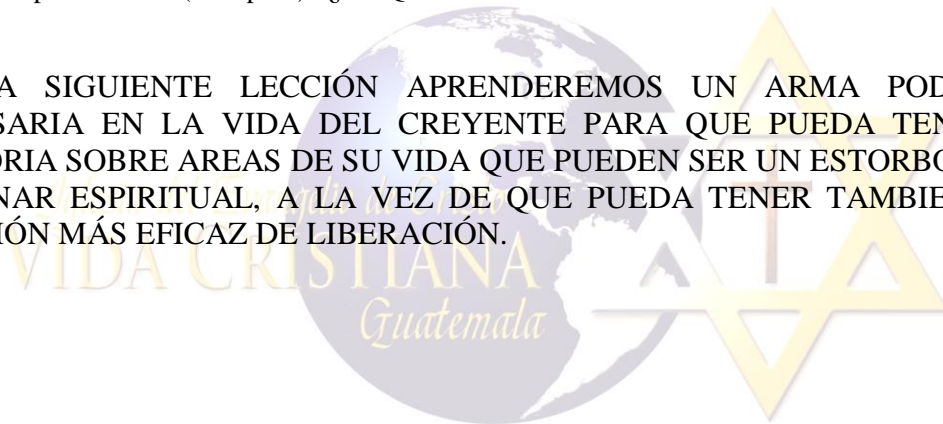 A SIGUIENTE LECCIÓN APRENDEREMOS UN ARMA POD
SARIA EN LA VIDA DEL CREYENTE PARA QUE PUEDA TEN
ORIA SOBRE AREAS DE SU VIDA QUE PUEDEN SER UN ESTORBO
NAR ESPIRITUAL, A LA VEZ DE QUE PUEDA TENER TAMBIE
IÓN MÁS EFICAZ DE LIBERACIÓN.
de Cristo
VIDA CRISTIANA
Guatemala